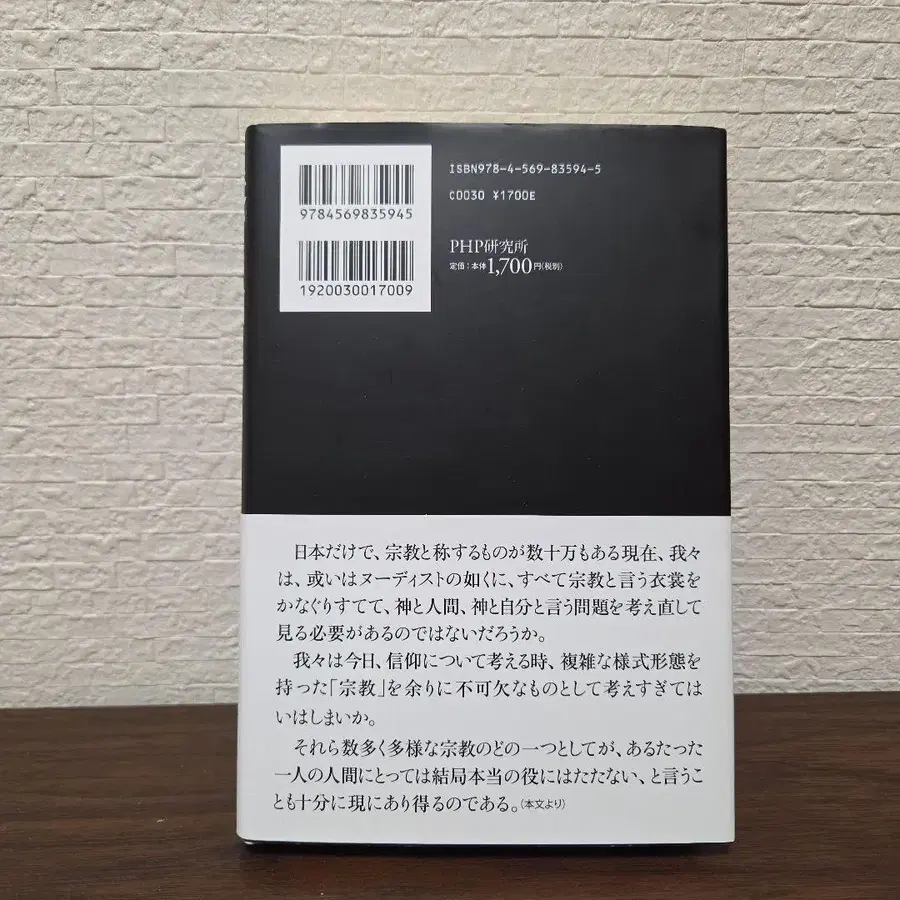 9784569835945
1920030017009
ISBN978-4-569-83594-5
C0030 ¥1700E
PHP研究所
定価:本体1,700円(税別)
日本だけで、宗教と称するものが数十万もある現在、我々
は、或いはヌーディストの如くに、すべて宗教と言う衣裳を
かなぐりすてて、神と人間、神と自分と言う問題を考え直して
見る必要があるのではないだろうか。
我々は今日、信仰について考える時、複雑な様式形態を
持った「宗教」を余りに不可欠なものとして考えすぎては
いはしまいか。
それら数多く多様な宗教のどの一つとしてが、あるたった
一人の人間にとっては結局本当の役にはたたない、と言うこ
とも十分に現にあり得るのである。(本文より)